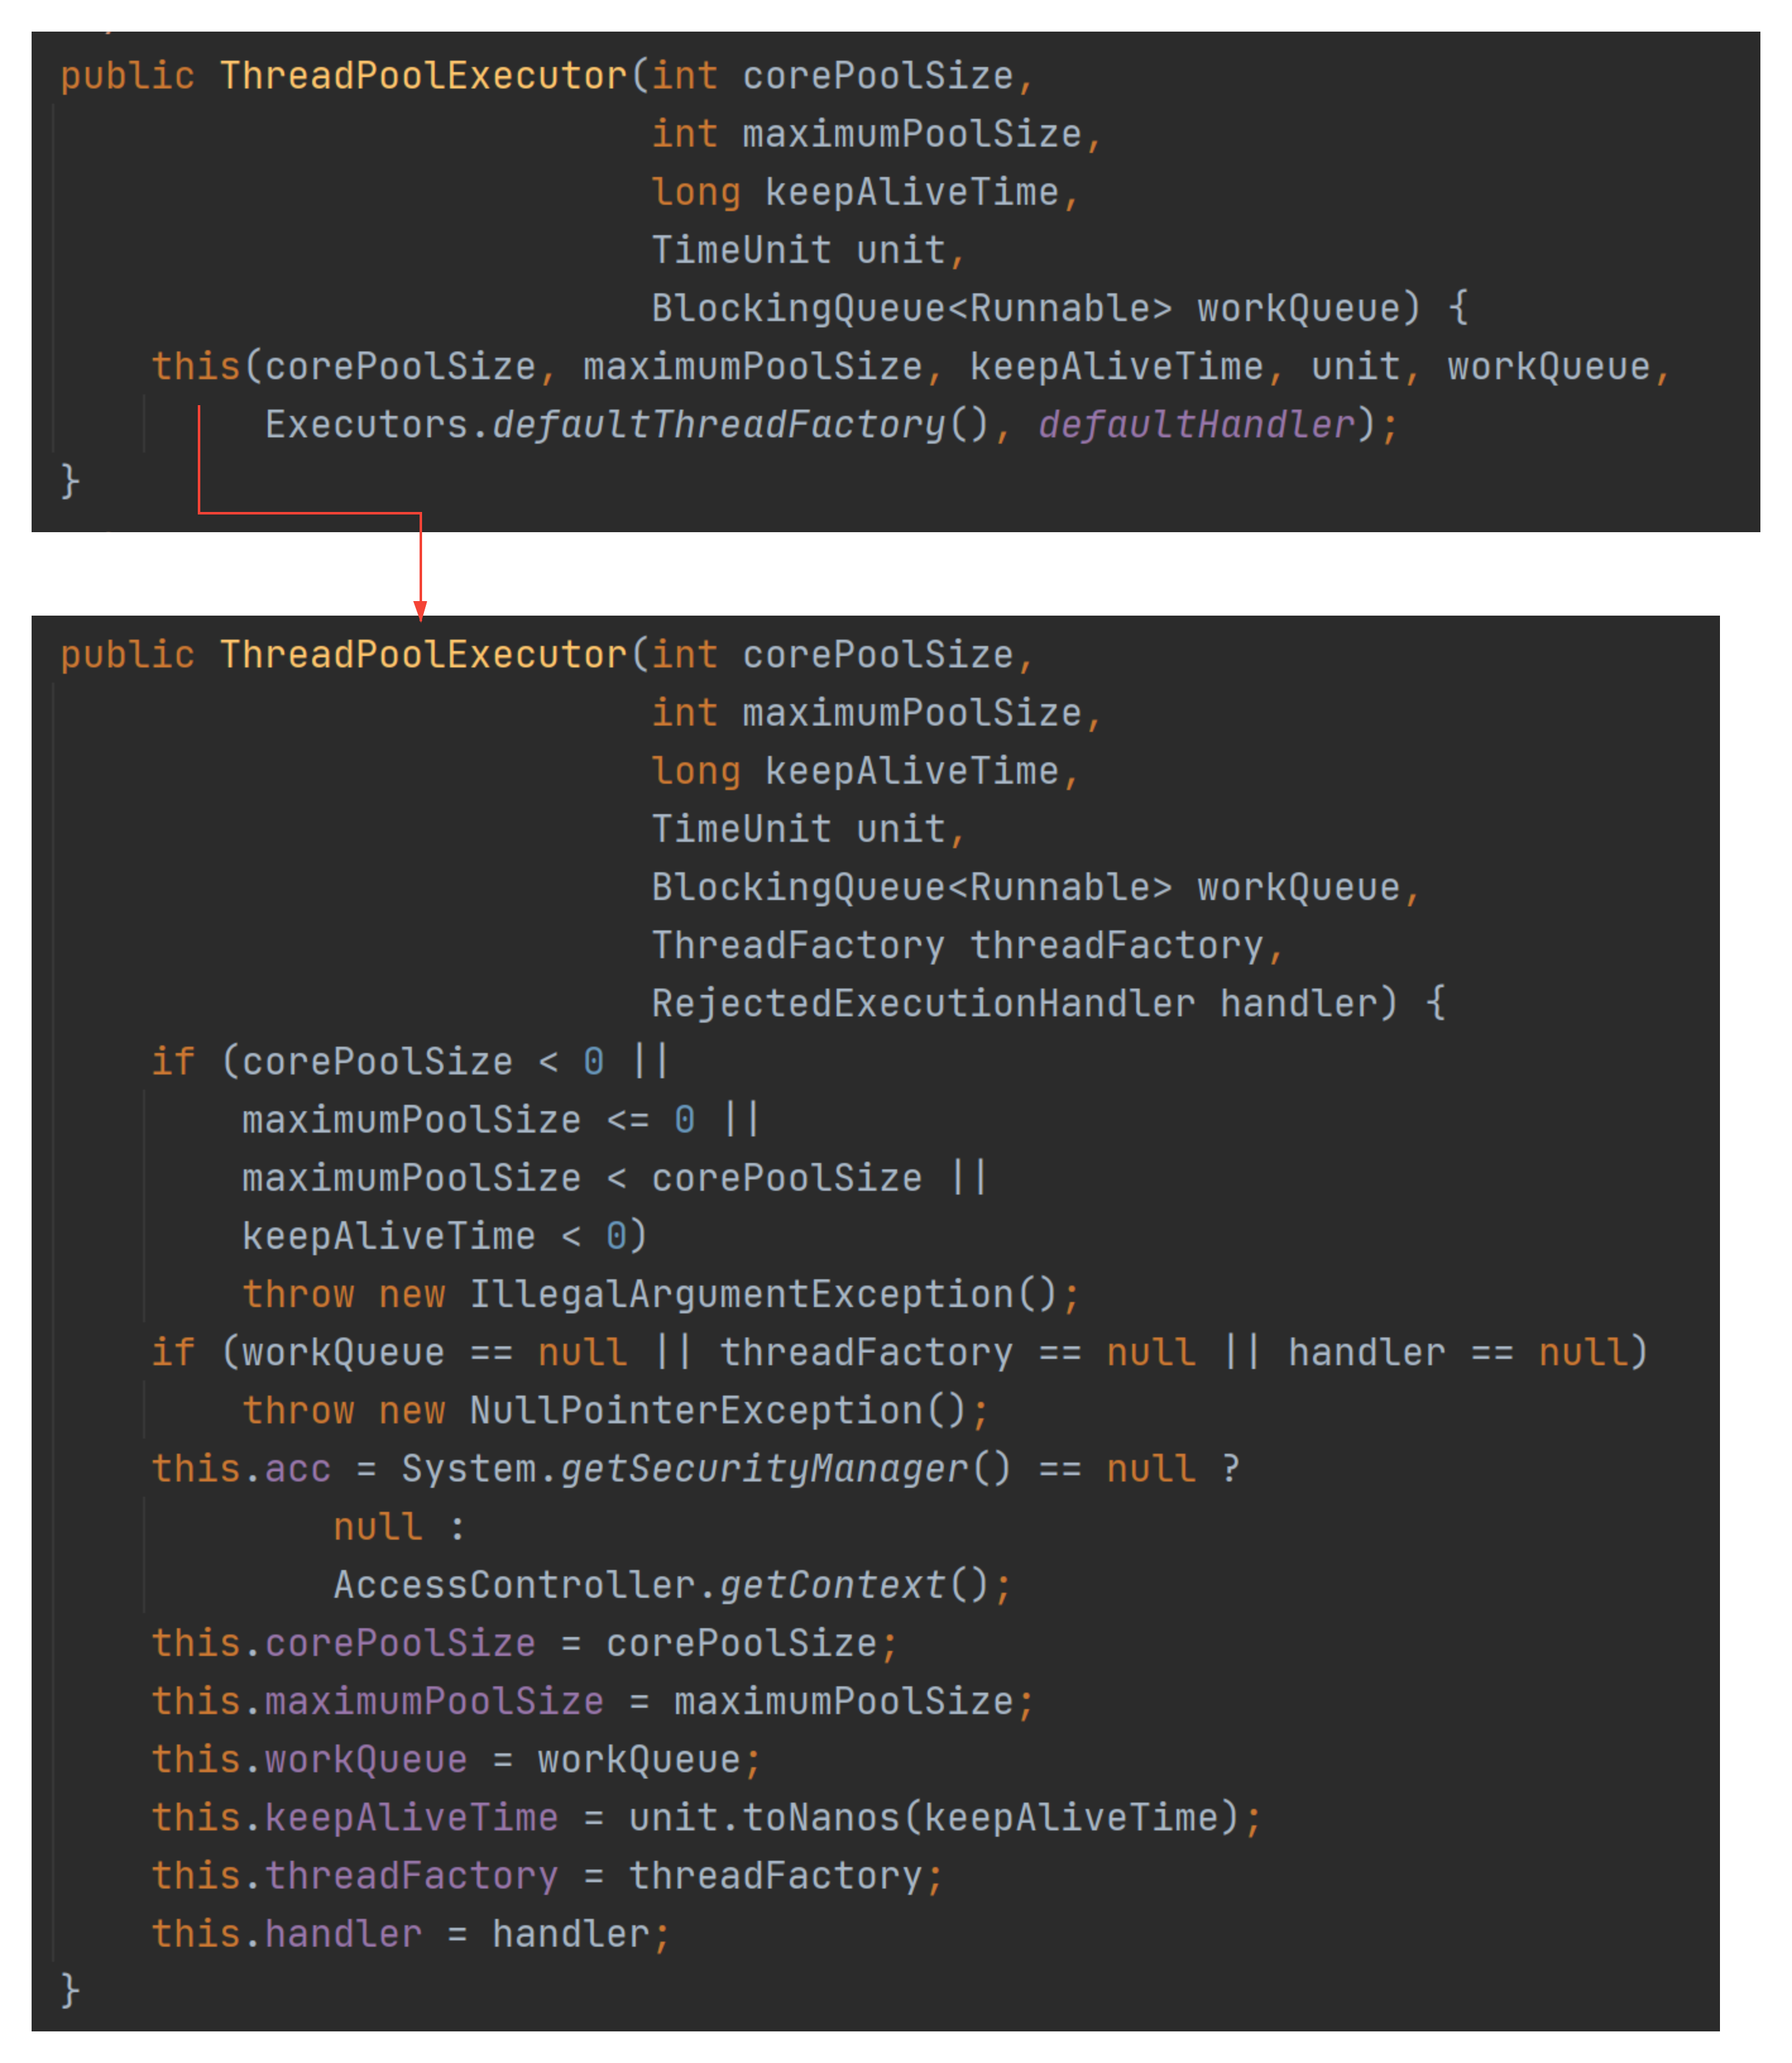 public ThreadPoolExecutor(int corePoolSize,
int maximumPoolSize,
long keepAliveTime,
TimeUnit unit,
BlockingQueue<Runnable> workQueue) {
this(corePoolSize, maximumPoolSize, keepAliveTime, unit, workQueue,
Executors.defaultThreadFactory(), defaultHandler);
}
public ThreadPoolExecutor(int corePoolSize,
int maximumPoolSize,
long keepAliveTime,
TimeUnit unit,
BlockingQueue<Runnable> workQueue,
ThreadFactory threadFactory,
RejectedExecutionHandler handler) {
if (corePoolSize < 0 ||
maximumPoolSize <= 0 ||
maximumPoolSize < corePoolSize ||
keepAliveTime < 0)
throw new IllegalArgumentException();
if (workQueue == null || threadFactory == null || handler == null)
throw new NullPointerException();
this.acc = System.getSecurityManager() == null ?
null :
AccessController.getContext();
this.corePoolSize = corePoolSize;
this.maximumPoolSize = maximumPoolSize;
this.workQueue = workQueue;
this.keepAliveTime = unit.toNanos(keepAliveTime);
this.threadFactory = threadFactory;
this.handler = handler;
}